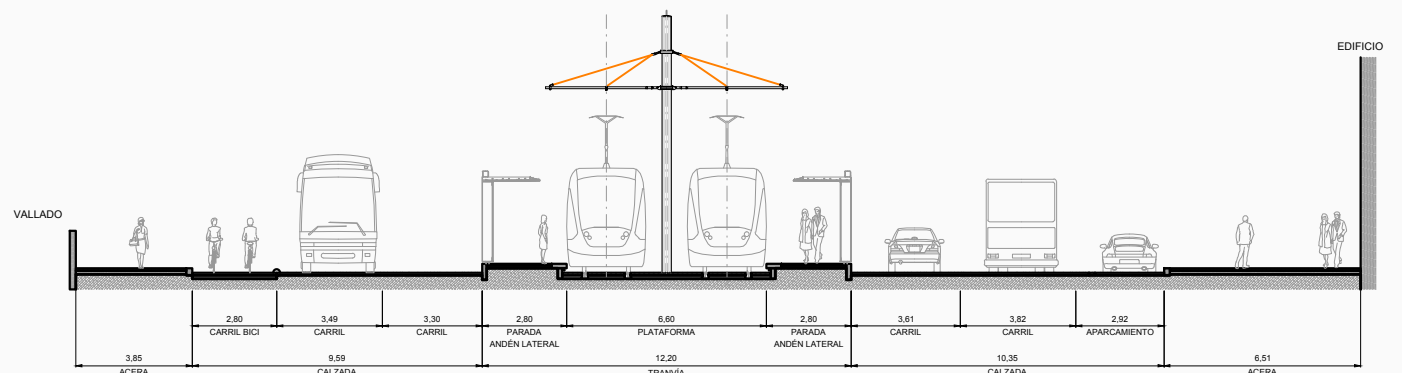 EDIFICIO
VALLADO
2,80 3,49 3,30 2,80 6,60 2,80 3,61 3,82 2,92
CARRIL BICI CARRIL CARRIL PARADA PLATAFORMA PARADA CARRIL CARRIL APARCAMIENTO
ANDÉN LATERAL ANDÉN LATERAL
3,85 9,59 12,20 10,35 6,51
ACERA CALZADA TRANVÍA CALZADA ACERA